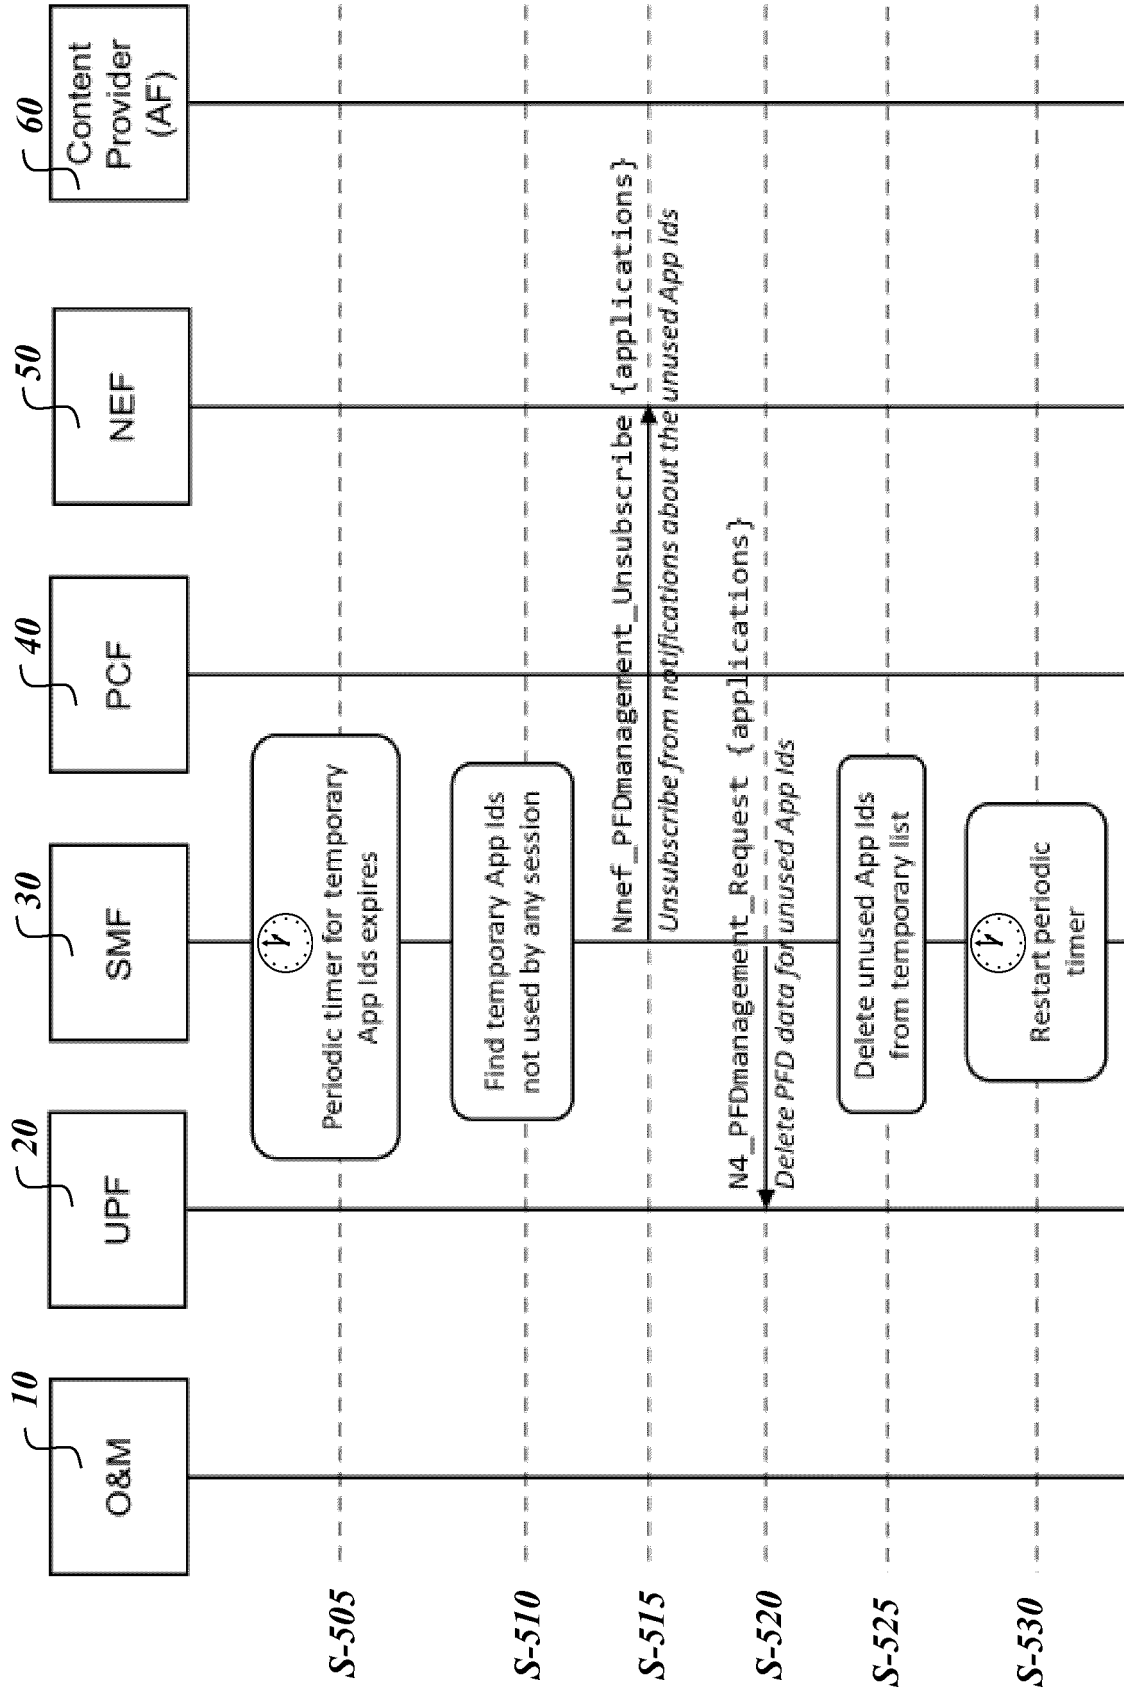 10
20
30
40
50
60
O&M
UPF
SMF
PCF
NEF
Content
Provider
(AF)
S-505
Periodic timer for temporary
App Ids expires
S-510
Find temporary App Ids
not used by any session
S-515
Nnef_PFDmanagement_Unsubscribe {applications}
Unsubscribe from notifications about the unused App Ids
S-520
N4_PFDmanagement_Request {applications}
Delete PFD data for unused App Ids
S-525
Delete unused App Ids
from temporary list
S-530
Restart periodic
timer